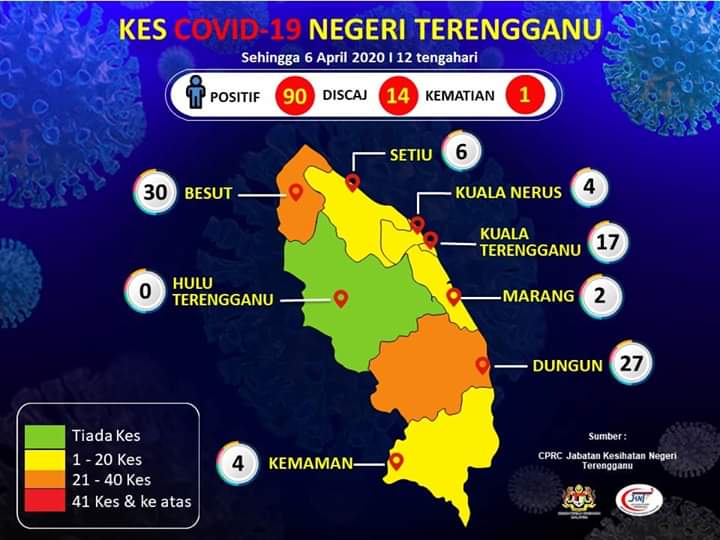 KES COVID-19 NEGERI TERENGGANU
Sehingga 6 April 2020 I 12 tengahari
POSITIF 90 DISCAJ 14 KEMATIAN 1
SETIU 6
30 BESUT
KUALA NERUS 4
KUALA
TERENGGANU 17
0 HULU
TERENGGANU
MARANG 2
DUNGUN 27
4 KEMAMAN
Tiada Kes
1 - 20 Kes
21 - 40 Kes
41 Kes & ke atas
Sumber :
CPRC Jabatan Kesihatan Negeri
Terengganu